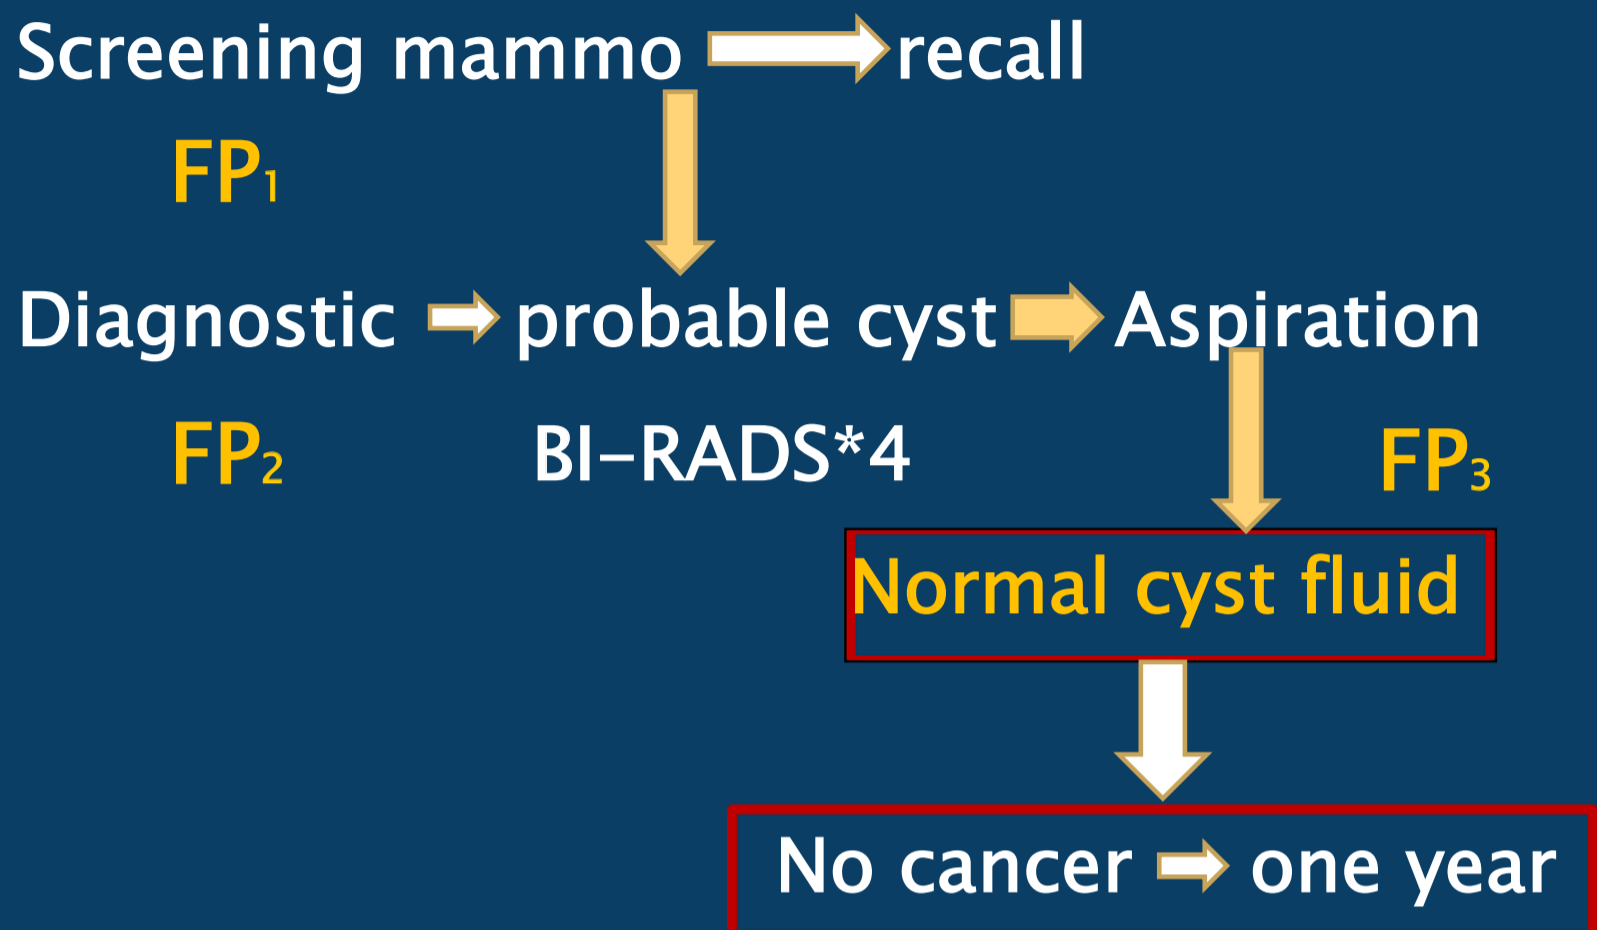 Screening mammo recall
FP₁
Diagnostic probable cyst Aspiration
FP₂ BI-RADS*4 FP₃
Normal cyst fluid
No cancer one year